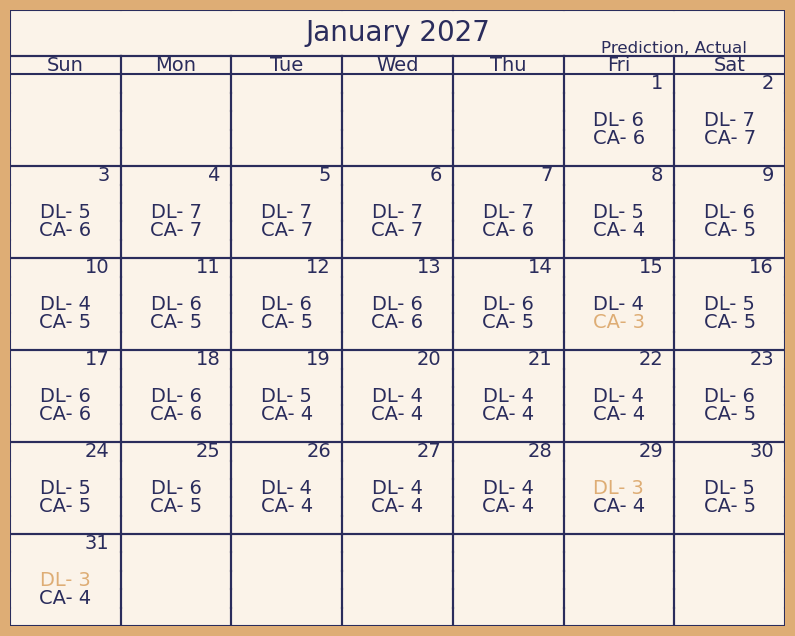 January 2027
Prediction, Actual
Sun Mon Tue Wed Thu Fri Sat
1 2
DL- 6 DL- 7
CA- 6 CA- 7
3 4 5 6 7 8 9
DL- 5 DL- 7 DL- 7 DL- 7 DL- 7 DL- 5 DL- 6
CA- 6 CA- 7 CA- 7 CA- 7 CA- 6 CA- 4 CA- 5
10 11 12 13 14 15 16
DL- 4 DL- 6 DL- 6 DL- 6 DL- 6 DL- 4 DL- 5
CA- 5 CA- 5 CA- 5 CA- 6 CA- 5 CA- 3 CA- 5
17 18 19 20 21 22 23
DL- 6 DL- 6 DL- 5 DL- 4 DL- 4 DL- 4 DL- 6
CA- 6 CA- 6 CA- 4 CA- 4 CA- 4 CA- 4 CA- 5
24 25 26 27 28 29 30
DL- 5 DL- 6 DL- 4 DL- 4 DL- 4 DL- 3 DL- 5
CA- 5 CA- 5 CA- 4 CA- 4 CA- 4 CA- 4 CA- 5
31
DL- 3
CA- 4